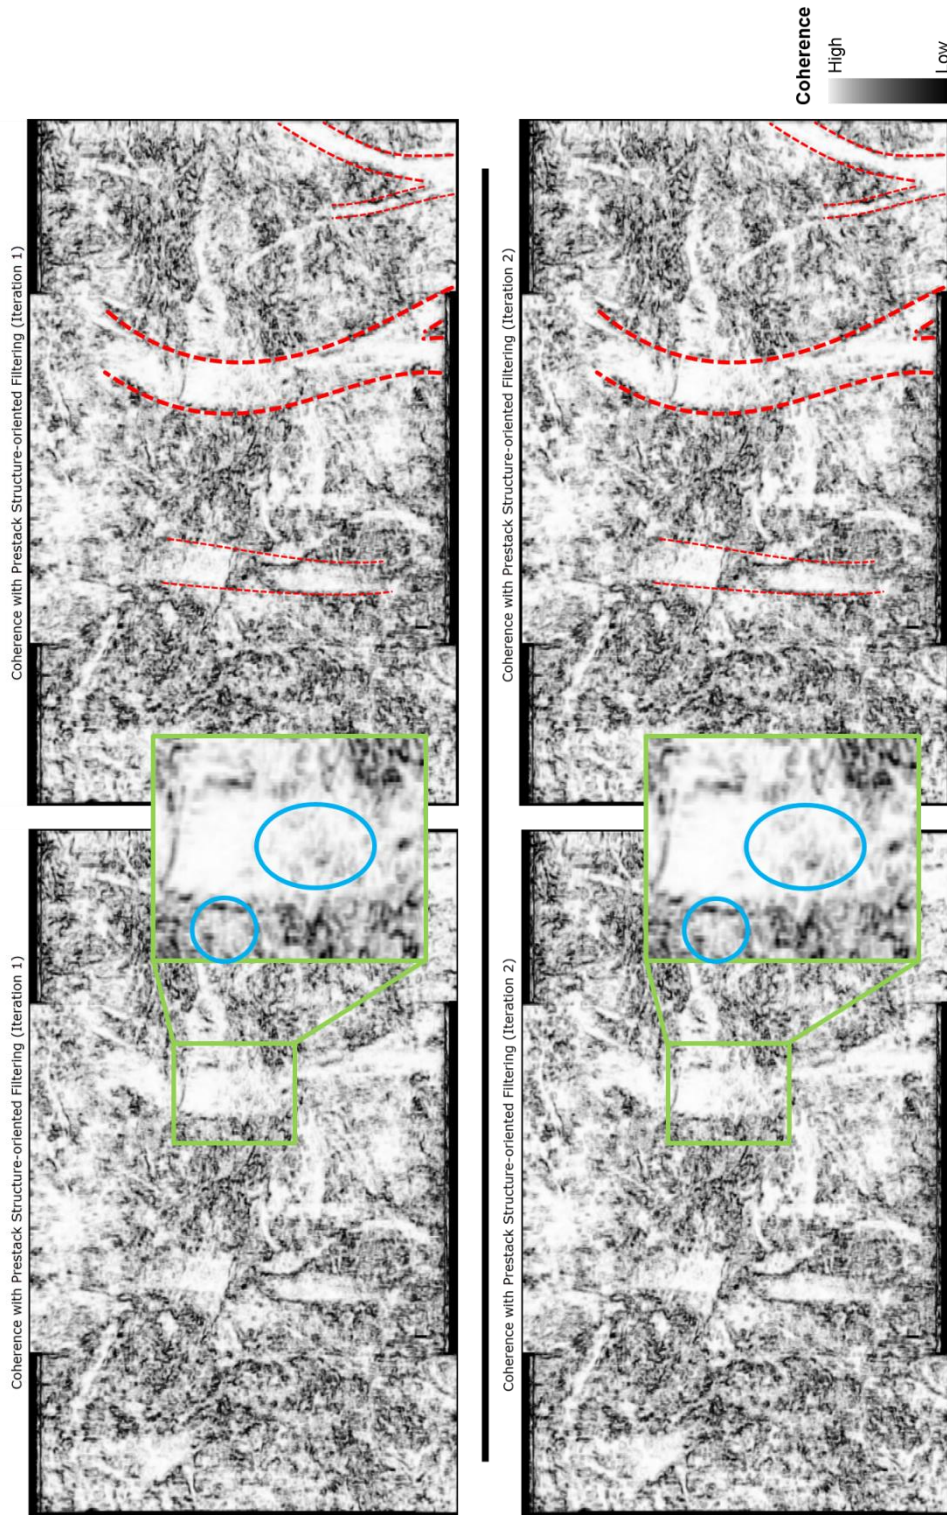 Coherence with Prestack Structure-oriented Filtering (Iteration 1)
Coherence with Prestack Structure-oriented Filtering (Iteration 1)
Coherence with Prestack Structure-oriented Filtering (Iteration 2)
Coherence with Prestack Structure-oriented Filtering (Iteration 2)
Coherence
High
Low